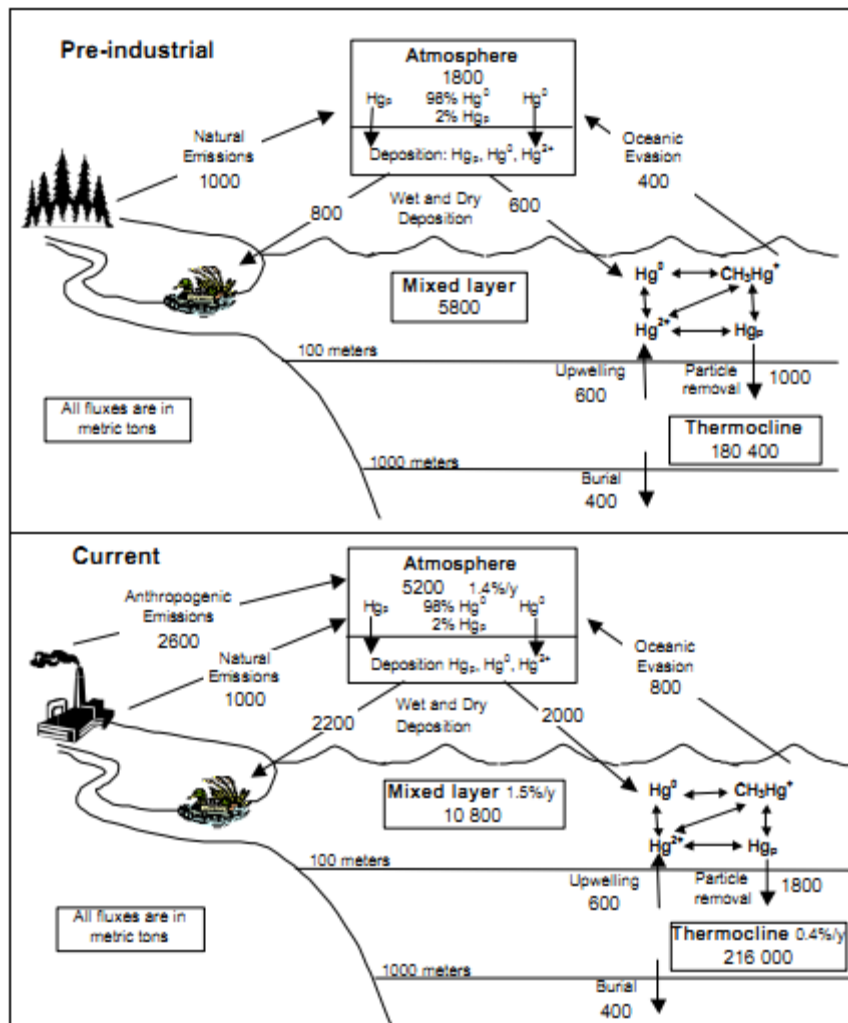 Pre-industrial
Atmosphere
1800
Hgₚ 98% Hg⁰ Hg⁰
2% Hgₚ
Deposition: Hgₚ, Hg⁰, Hg²⁺
Natural
Emissions
1000
Oceanic
Evasion
400
800
Wet and Dry
Deposition
600
Mixed layer
5800
Hg⁰ CH₃Hg⁺
Hg²⁺ Hgₚ
100 meters
Upwelling
600
Particle
removal
1000
All fluxes are in
metric tons
Thermocline
180 400
1000 meters
Burial
400
Current
Atmosphere
5200 1.4%/y
Hgₚ 98% Hg⁰ Hg⁰
2% Hgₚ
Deposition Hgₚ, Hg⁰, Hg²⁺
Anthropogenic
Emissions
2600
Natural
Emissions
1000
Oceanic
Evasion
800
2200
Wet and Dry
Deposition
2000
Mixed layer 1.5%/y
10 800
Hg⁰ CH₃Hg⁺
Hg²⁺ Hgₚ
100 meters
Upwelling
600
Particle
removal
1800
All fluxes are in
metric tons
Thermocline 0.4%/y
216 000
1000 meters
Burial
400